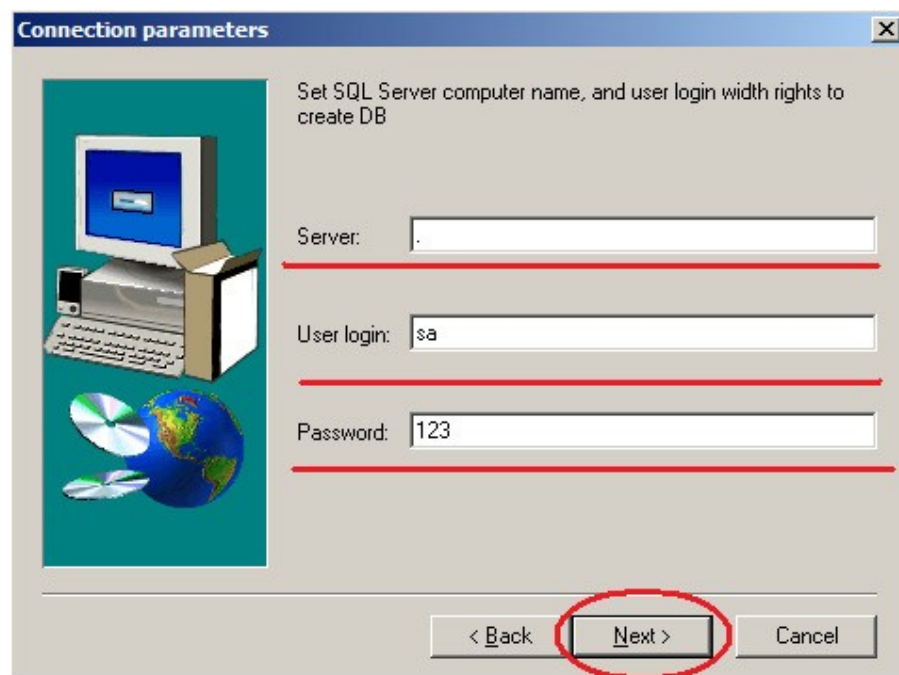 Connection parameters
Set SQL Server computer name, and user login width rights to
create DB
Server: .
User login: sa
Password: 123
< Back Next > Cancel